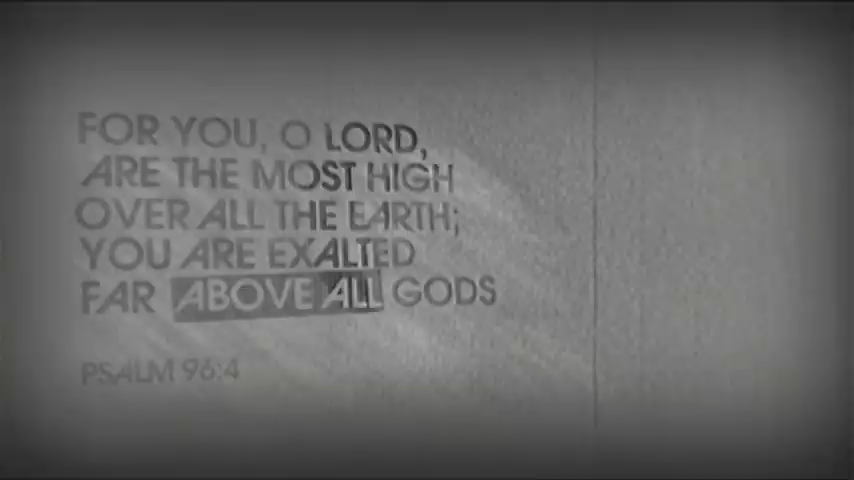 FOR YOU, O LORD,
ARE THE MOST HIGH
OVER ALL THE EARTH;
YOU ARE EXALTED
FAR ABOVE ALL GODS
PSALM 96:4